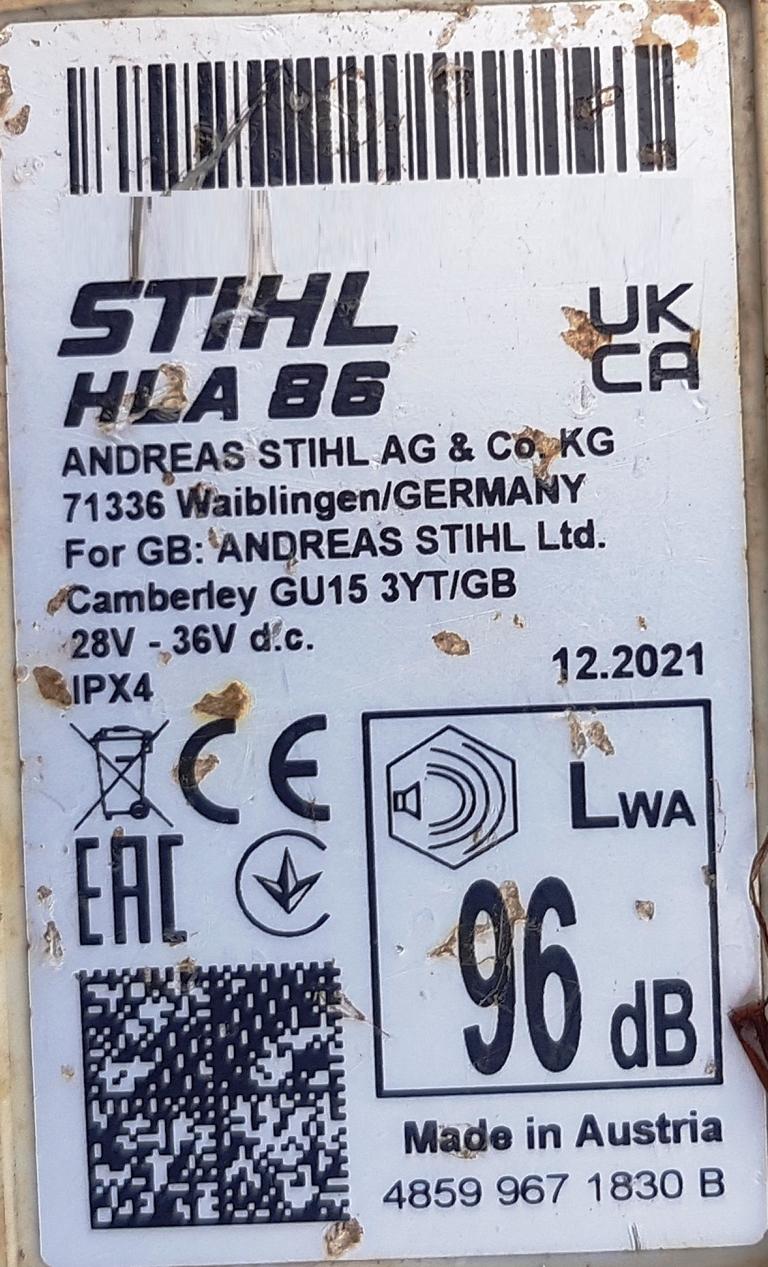 STIHL
HLA 86
UK
CA
ANDREAS STIHL AG & Co. KG
71336 Waiblingen/GERMANY
For GB: ANDREAS STIHL Ltd.
Camberley GU15 3YT/GB
28V - 36V d.c.
IPX4
12.2021
CE
EAC
LWA
96 dB
Made in Austria
4859 967 1830 B